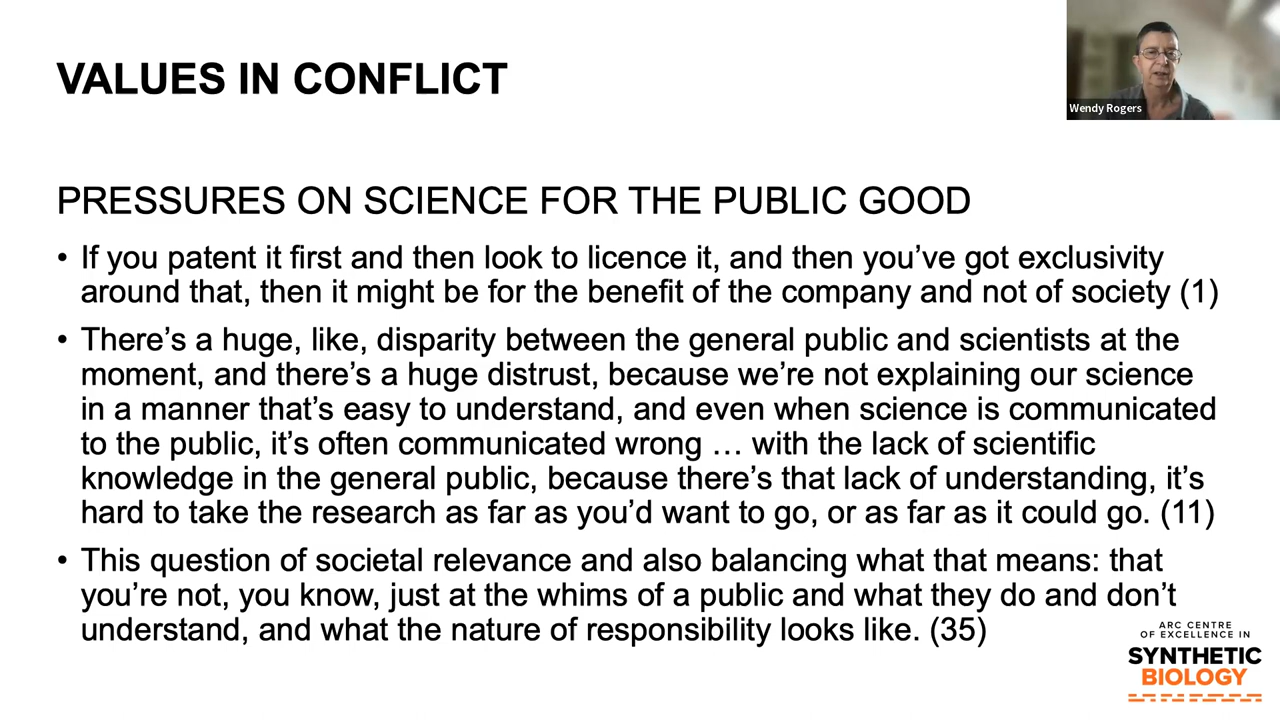 VALUES IN CONFLICT
Wendy Rogers
PRESSURES ON SCIENCE FOR THE PUBLIC GOOD
• If you patent it first and then look to licence it, and then you’ve got exclusivity
around that, then it might be for the benefit of the company and not of society (1)
• There’s a huge, like, disparity between the general public and scientists at the
moment, and there’s a huge distrust, because we’re not explaining our science
in a manner that’s easy to understand, and even when science is communicated
to the public, it’s often communicated wrong … with the lack of scientific
knowledge in the general public, because there’s that lack of understanding, it’s
hard to take the research as far as you’d want to go, or as far as it could go. (11)
• This question of societal relevance and also balancing what that means: that
you’re not, you know, just at the whims of a public and what they do and don’t
understand, and what the nature of responsibility looks like. (35)
ARC CENTRE
OF EXCELLENCE IN
SYNTHETIC
BIOLOGY